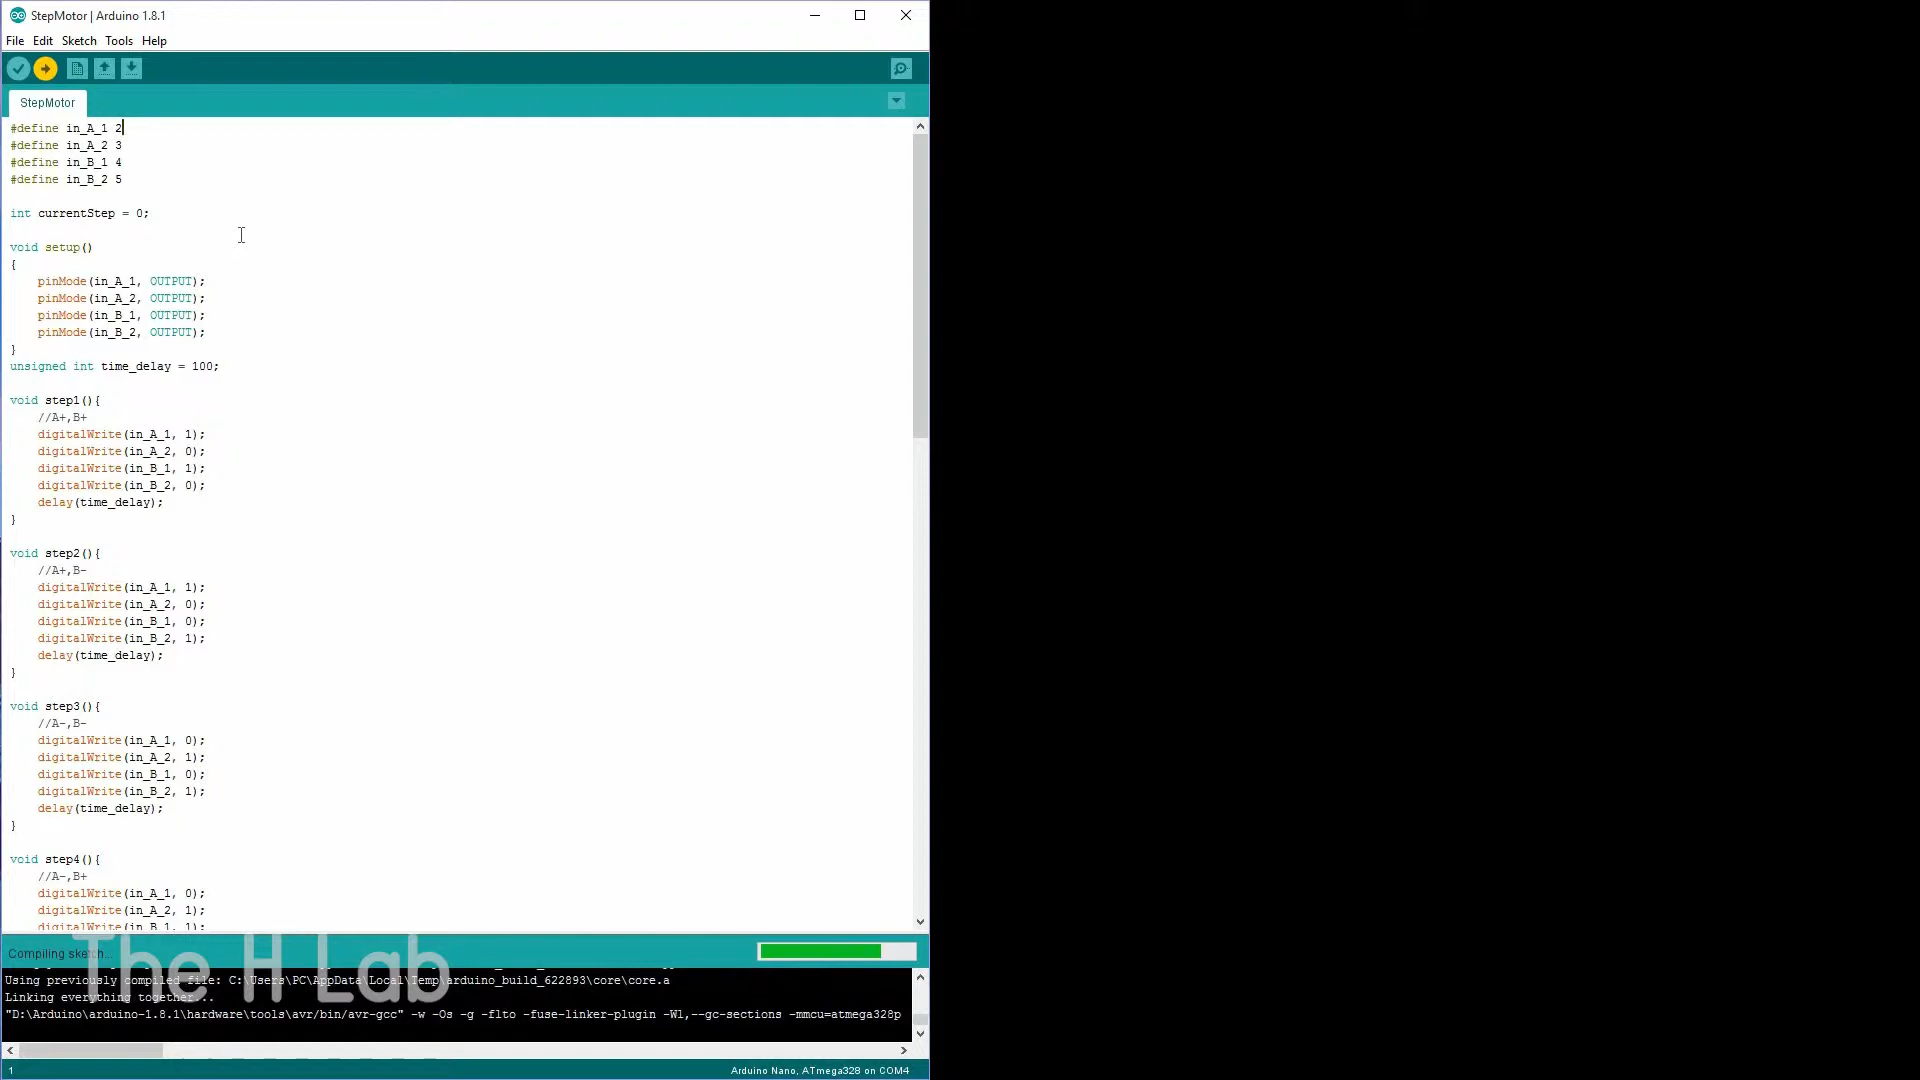 StepMotor | Arduino 1.8.1
File Edit Sketch Tools Help
StepMotor
#define in_A_1 2
#define in_A_2 3
#define in_B_1 4
#define in_B_2 5
int currentStep = 0;
void setup()
{
pinMode(in_A_1, OUTPUT);
pinMode(in_A_2, OUTPUT);
pinMode(in_B_1, OUTPUT);
pinMode(in_B_2, OUTPUT);
}
unsigned int time_delay = 100;
void step1(){
//A+,B+
digitalWrite(in_A_1, 1);
digitalWrite(in_A_2, 0);
digitalWrite(in_B_1, 1);
digitalWrite(in_B_2, 0);
delay(time_delay);
}
void step2(){
//A+,B-
digitalWrite(in_A_1, 1);
digitalWrite(in_A_2, 0);
digitalWrite(in_B_1, 0);
digitalWrite(in_B_2, 1);
delay(time_delay);
}
void step3(){
//A-,B-
digitalWrite(in_A_1, 0);
digitalWrite(in_A_2, 1);
digitalWrite(in_B_1, 0);
digitalWrite(in_B_2, 1);
delay(time_delay);
}
void step4(){
//A-,B+
digitalWrite(in_A_1, 0);
digitalWrite(in_A_2, 1);
digitalWrite(in_B_1, 1);
Compiling sketch...
The H Lab
Using previously compiled file: C:\Users\PC\AppData\Local\Temp\arduino_build_622893\core\core.a
Linking everything together...
"D:\Arduino\arduino-1.8.1\hardware\tools\avr/bin/avr-gcc" -w -Os -g -flto -fuse-linker-plugin -Wl,--gc-sections -mmcu=atmega328p
1
Arduino Nano, ATmega328 on COM4